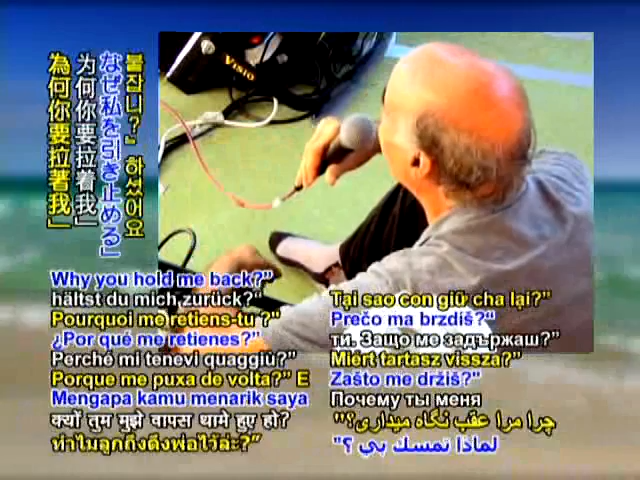 VISIO
為何你要拉著我」
为何你要拉着我」
なぜ私を引き止める」
붙잡니?』하셨어요
Why you hold me back?”
hältst du mich zurück?“
Pourquoi me retiens-tu ?"
¿Por qué me retienes?"
Perché mi tenevi quaggiù?”
Porque me puxa de volta?” E
Mengapa kamu menarik saya
क्यों तुम मुझे वापस थामे हुए हो?
ทำไมลูกถึงดึงพ่อไว้ล่ะ?”
Tại sao con giữ cha lại?”
Prečo ma brzdíš?“
ти. Защо ме задържаш?”
Miért tartasz vissza?”
Zašto me držiš?"
Почему ты меня
چرا مرا عقب نگاه میداری؟"
لماذا تمسك بي ؟"